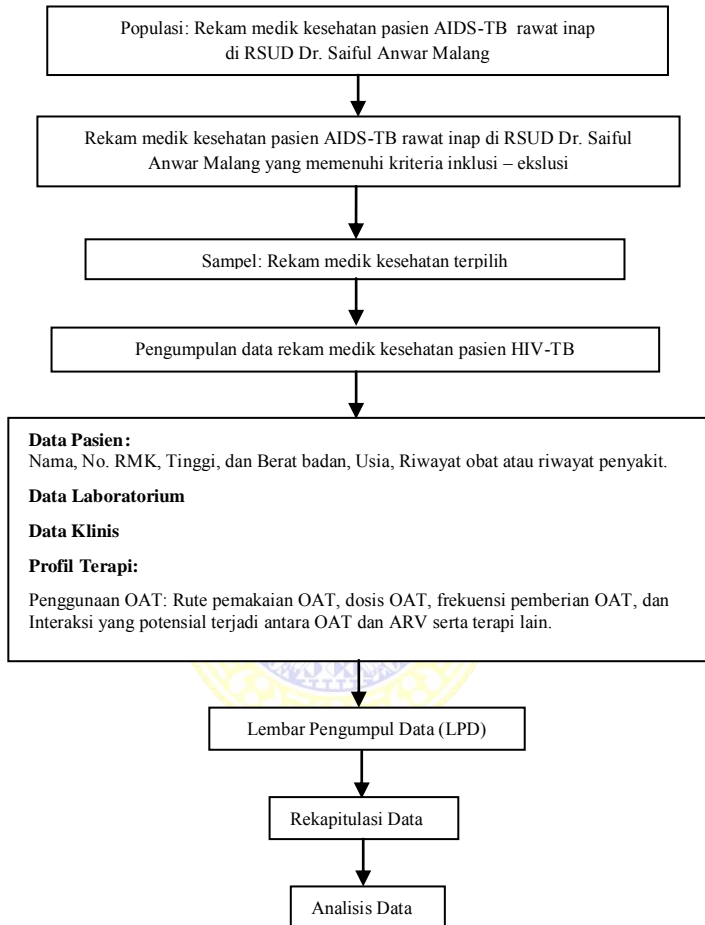 Populasi: Rekam medik kesehatan pasien AIDS-TB rawat inap
di RSUD Dr. Saiful Anwar Malang
Rekam medik kesehatan pasien AIDS-TB rawat inap di RSUD Dr. Saiful
Anwar Malang yang memenuhi kriteria inklusi – ekslusi
Sampel: Rekam medik kesehatan terpilih
Pengumpulan data rekam medik kesehatan pasien HIV-TB
Data Pasien:
Nama, No. RMK, Tinggi, dan Berat badan, Usia, Riwayat obat atau riwayat penyakit.
Data Laboratorium
Data Klinis
Profil Terapi:
Penggunaan OAT: Rute pemakaian OAT, dosis OAT, frekuensi pemberian OAT, dan
Interaksi yang potensial terjadi antara OAT dan ARV serta terapi lain.
Lembar Pengumpul Data (LPD)
Rekapitulasi Data
Analisis Data